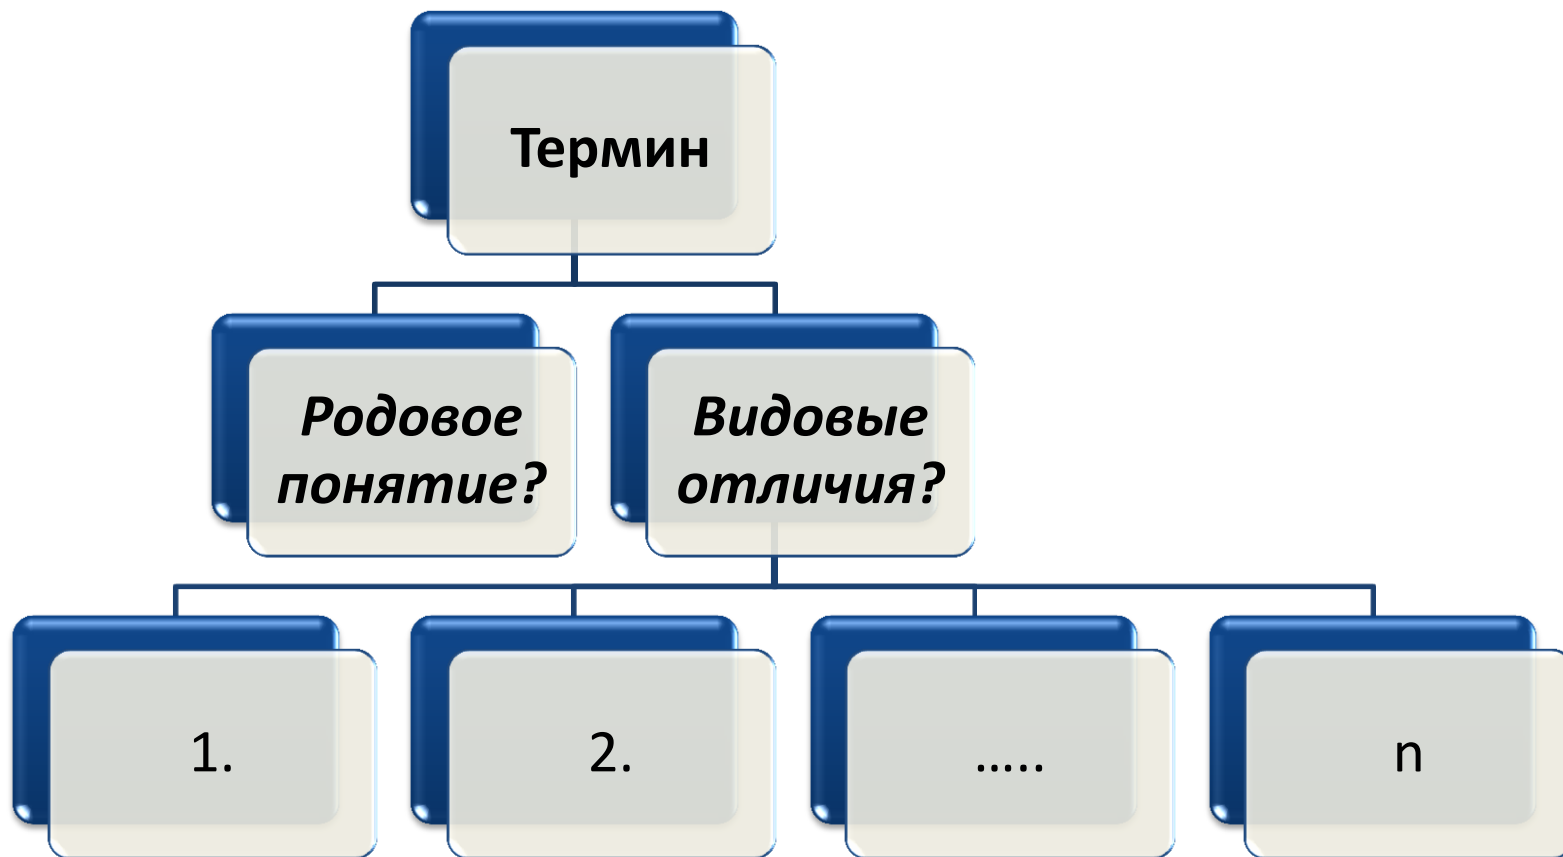 Термин
Родовое
понятие?
Видовые
отличия?
1.
2.
…..
n